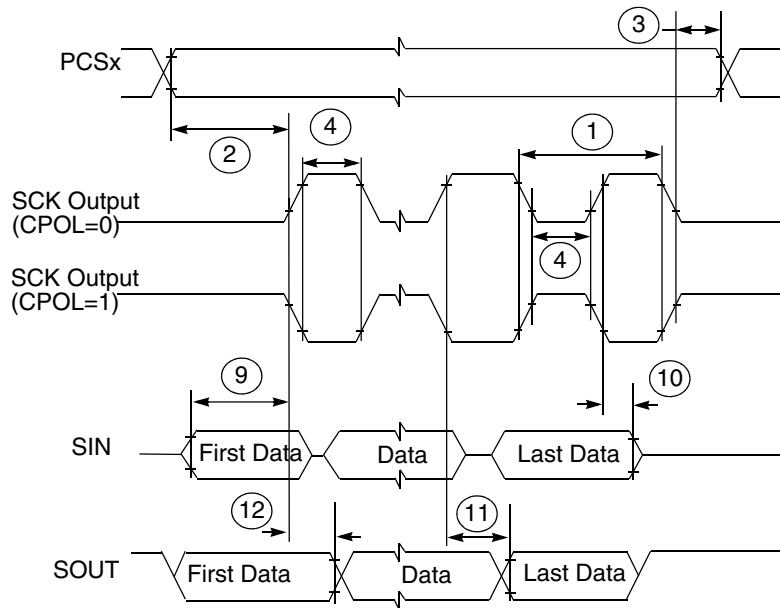 3
PCSx
2
4
1
SCK Output
(CPOL=0)
4
SCK Output
(CPOL=1)
9
10
SIN
First Data
Data
Last Data
12
11
SOUT
First Data
Data
Last Data